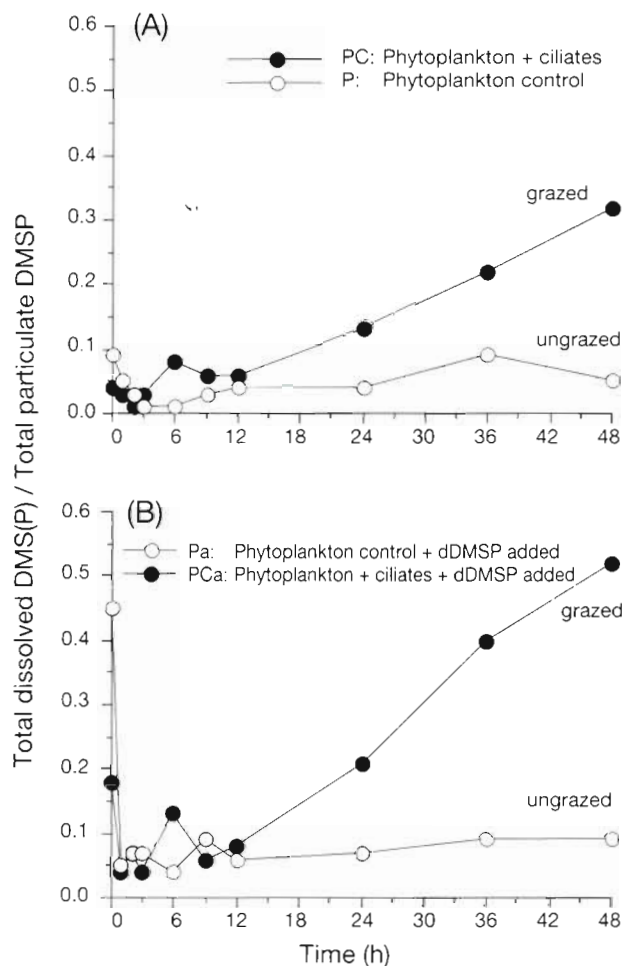 Total dissolved DMS(P) / Total particulate DMSP
(A)
PC: Phytoplankton + ciliates
P: Phytoplankton control
0.6
0.5
0.4
0.3
0.2
0.1
0.0
grazed
ungrazed
0 6 12 18 24 30 36 42 48
(B)
Pa: Phytoplankton control + dDMSP added
PCa: Phytoplankton + ciliates + dDMSP added
0.6
0.5
0.4
0.3
0.2
0.1
0.0
grazed
ungrazed
0 6 12 18 24 30 36 42 48
Time (h)